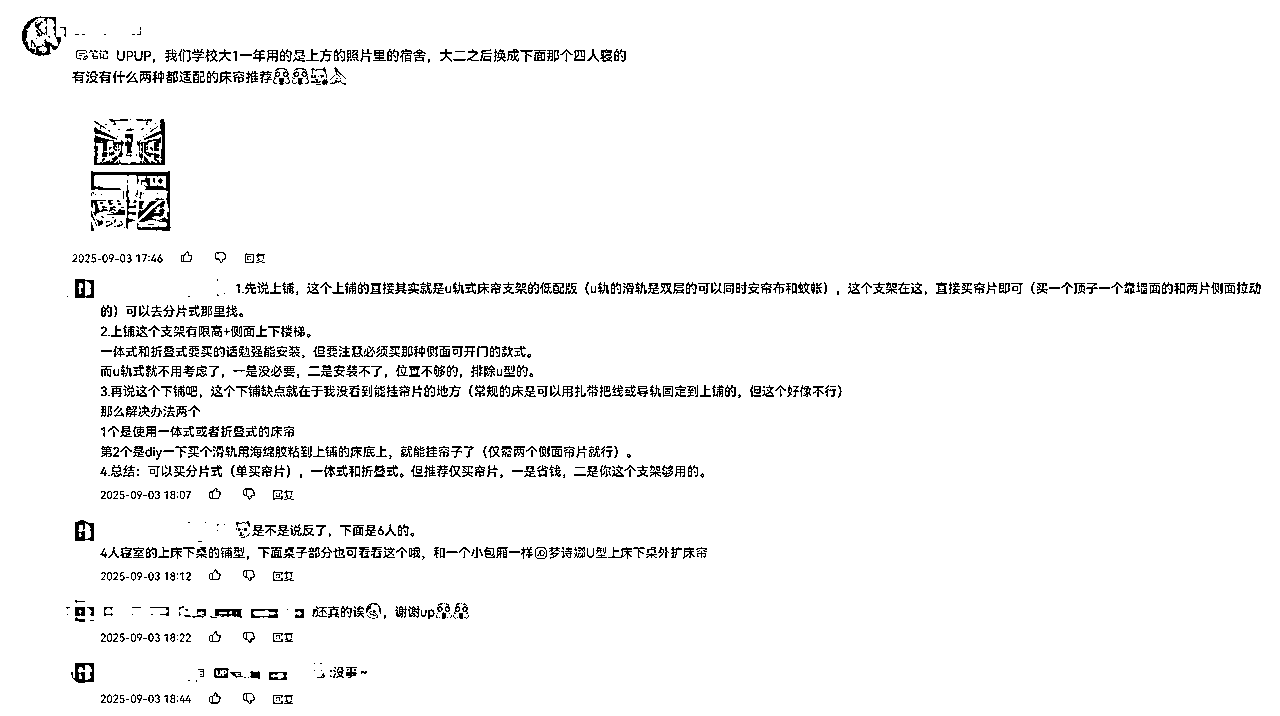 笔记 UPUP，我们学校大1一年用的是上方的照片里的宿舍，大二之后换成下面那个四人寝的
有没有什么两种都适配的床帘推荐
2025-09-03 17:46 回复
1.先说上铺，这个上铺的直接其实就是u轨式床帘支架的低配版（u轨的滑轨是双层的可以同时安帘布和蚊帐），这个支架在这，直接买帘片即可（买一个顶子一个靠墙面的和两片侧面拉动
的）可以去分片式那里找。
2.上铺这个支架有限高+侧面上下楼梯。
一体式和折叠式要买的话勉强能安装，但要注意必须买那种侧面可开门的款式。
而u轨式就不用考虑了，一是没必要，二是安装不了，位置不够的，排除u型的。
3.再说这个下铺吧，这个下铺缺点就在于我没看到能挂帘片的地方（常规的床是可以用扎带把线或导轨固定到上铺的，但这个好像不行）
那么解决办法两个
1个是使用一体式或者折叠式的床帘
第2个是diy一下买个滑轨用海绵胶粘到上铺的床底上，就能挂帘子了（仅需两个侧面帘片就行）。
4.总结：可以买分片式（单买帘片），一体式和折叠式。但推荐仅买帘片，一是省钱，二是你这个支架够用的。
2025-09-03 18:07 回复
是不是说反了，下面是6人的。
4人寝室的上床下桌的铺型，下面桌子部分也可看看这个哦，和一个小包厢一样梦诗娜U型上床下桌外扩床帘
2025-09-03 18:12 回复
还真的诶，谢谢up
2025-09-03 18:22 回复
UP :没事~
2025-09-03 18:44 回复